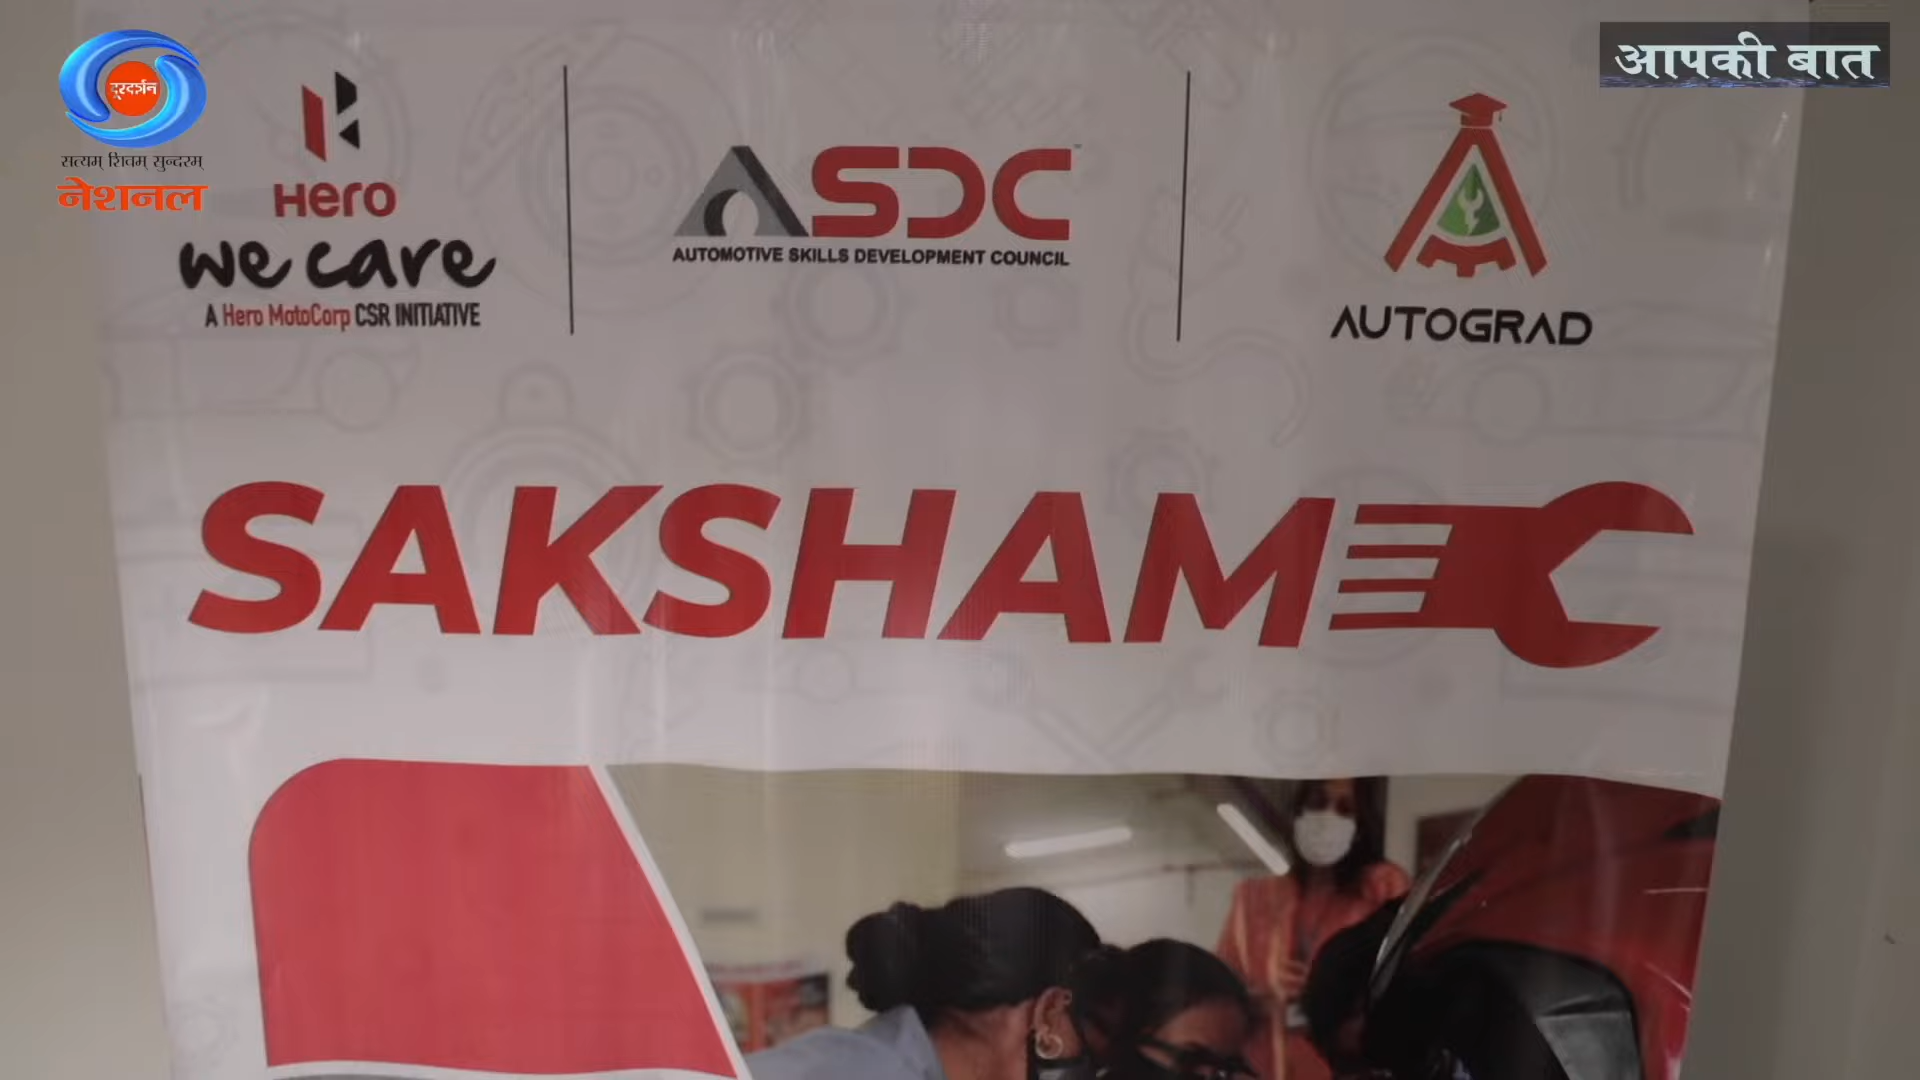 दूरदर्शन
सत्यम् शिवम् सुन्दरम्
नेशनल
आपकी बात
Hero
we care
A Hero MotoCorp CSR INITIATIVE
ASDC
AUTOMOTIVE SKILLS DEVELOPMENT COUNCIL
AUTOGRAD
SAKSHAM